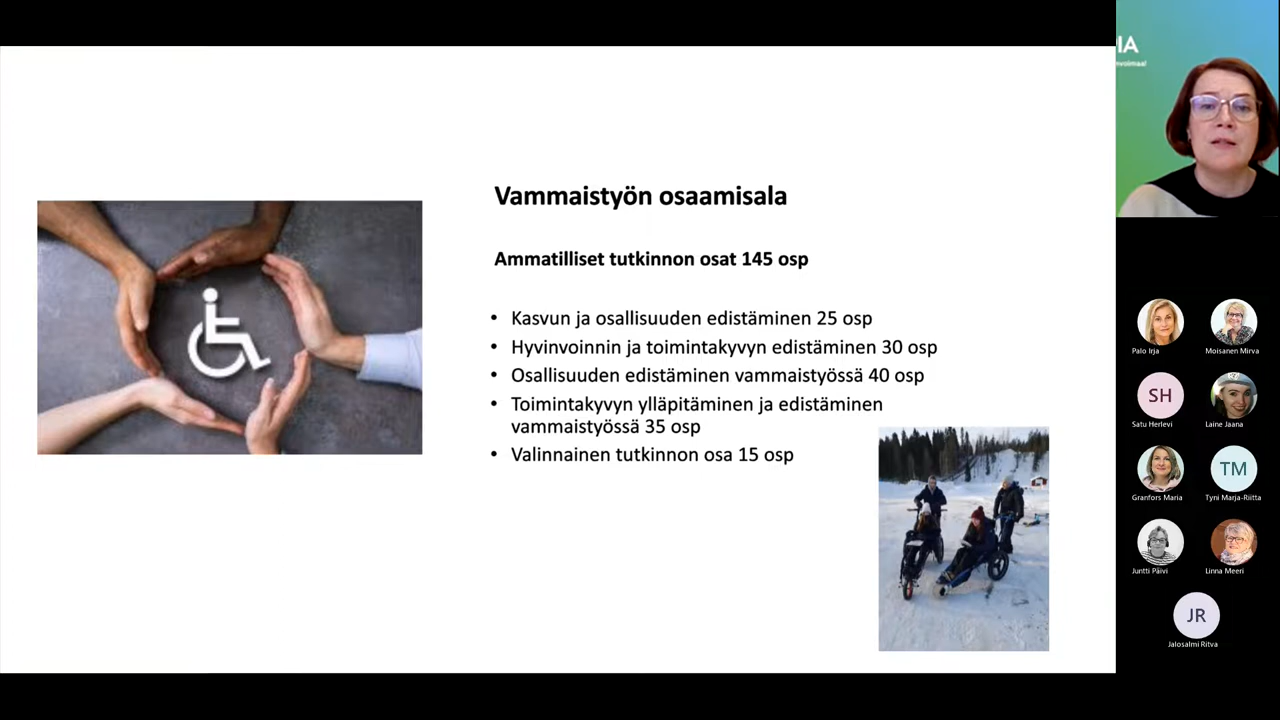 Vammaistyön osaamisala
Ammatilliset tutkinnon osat 145 osp
• Kasvun ja osallisuuden edistäminen 25 osp
• Hyvinvoinnin ja toimintakyvyn edistäminen 30 osp
• Osallisuuden edistäminen vammaistyössä 40 osp
• Toimintakyvyn ylläpitäminen ja edistäminen
vammaistyössä 35 osp
• Valinnainen tutkinnon osa 15 osp
IA
Palo Irja
Moisanen Mirva
SH
Satu Herlevi
Laine Jaana
Granfors Maria
TM
Tyni Marja-Riitta
Juntti Päivi
Linna Meeri
JR
Jalosalmi Ritva